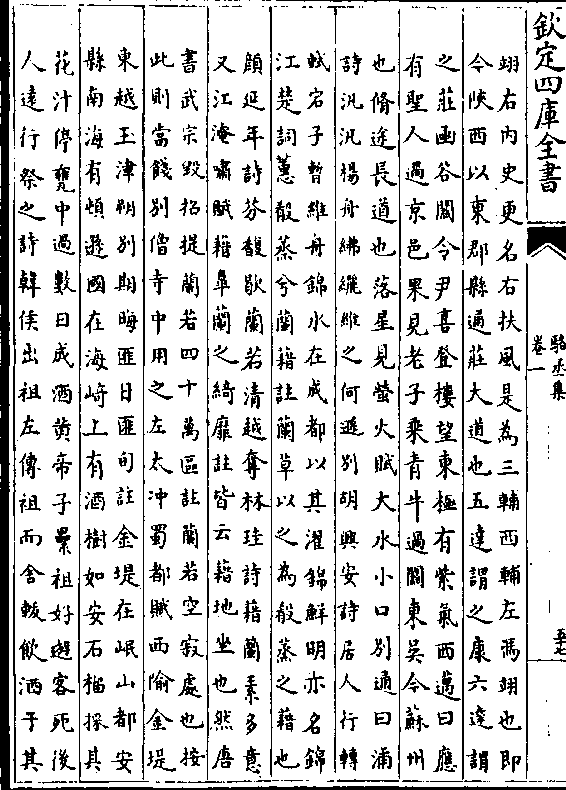 欽定四庫全書
駱丞集
卷一
翊右內史更名右扶風是為三輔西輔左馮翊也即
今陜西以東郡縣通莊大道也五達謂之康六達謂
之莊函谷關令尹喜登樓望東極有紫氣西邁曰應
有聖人過京邑果見老子乘青牛過關東吳今蘇州
也脩途長道也落星見螢火賦大水小口別通曰浦
詩汎汎楊舟紼纚維之何遜別胡興安詩居人行轉
軾宕子暫維舟錦水在成都以其濯錦鮮明亦名錦
江楚詞蕙殽蒸兮蘭藉註蘭草以之為殽蒸之藉也
顔延年詩芬馥歇蘭若清越奪林珪詩藉蘭素多意
又江淹嘯賦藉臯蘭之綺靡註皆云藉地坐也然唐
書武宗毁招提蘭若四十萬區註蘭若空寂處也按
此則當餞別僧寺中用之左太冲蜀都賦西隃金堤
東越玉津朔別期晦匪日匪旬註金堤在岷山都安
縣南海有頓遜國在海﨑上有酒樹如安石榴採其
花汁停甕中過數日成酒黄帝子纍祖好逰客死後
人逹行祭之詩韓侯出祖左傳祖而舍軷飲酒于其